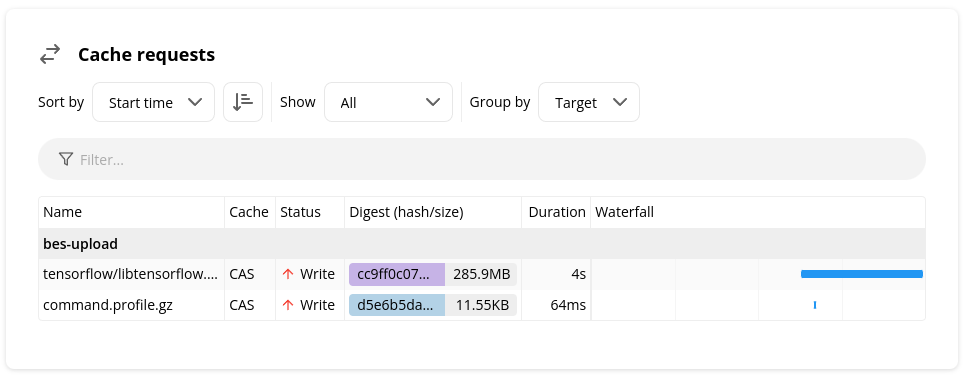 Cache requests
Sort by Start time Show All Group by Target
Filter...
Name Cache Status Digest (hash/size) Duration Waterfall
bes-upload
tensorflow/libtensorflow.... CAS Write cc9ff0c07... 285.9MB 4s
command.profile.gz CAS Write d5e6b5da... 11.55KB 64ms